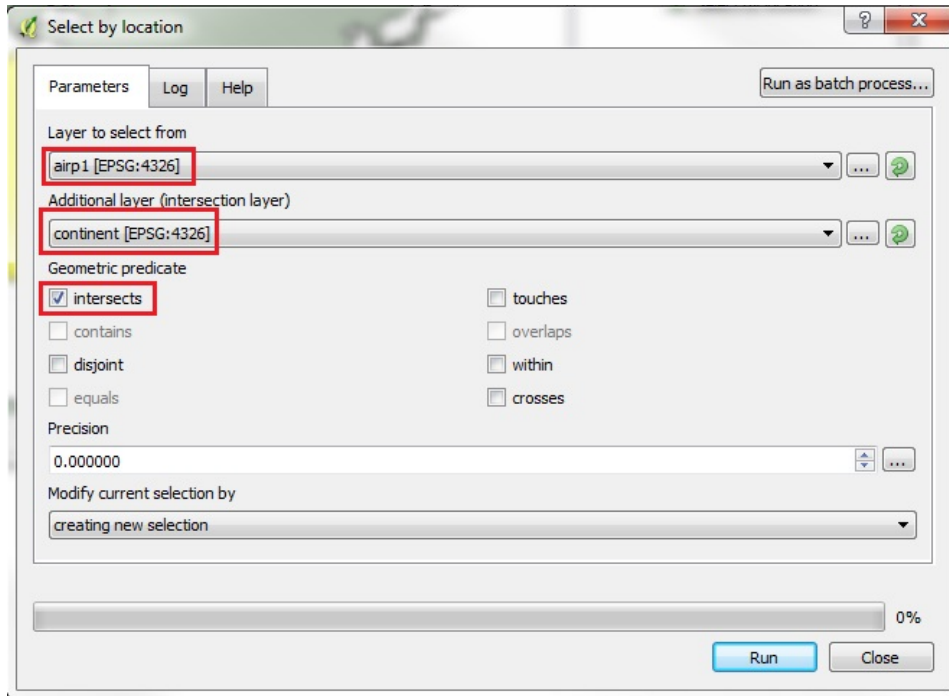 Select by location
Parameters Log Help Run as batch process...
Layer to select from
airp1 [EPSG:4326] ...
Additional layer (intersection layer)
continent [EPSG:4326] ...
Geometric predicate
intersects touches
contains overlaps
disjoint within
equals crosses
Precision
0.000000 ...
Modify current selection by
creating new selection
0%
Run Close